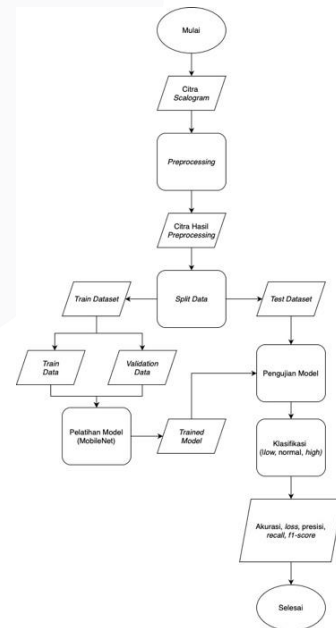 Mulai
Citra
Scalogram
Preprocessing
Citra Hasil
Preprocessing
Train Dataset
Split Data
Test Dataset
Train
Data
Validation
Data
Pengujian Model
Pelatihan Model
(MobileNet)
Trained
Model
Klasifikasi
(low, normal, high)
Akurasi, loss, presisi,
recall, f1-score
Selesai